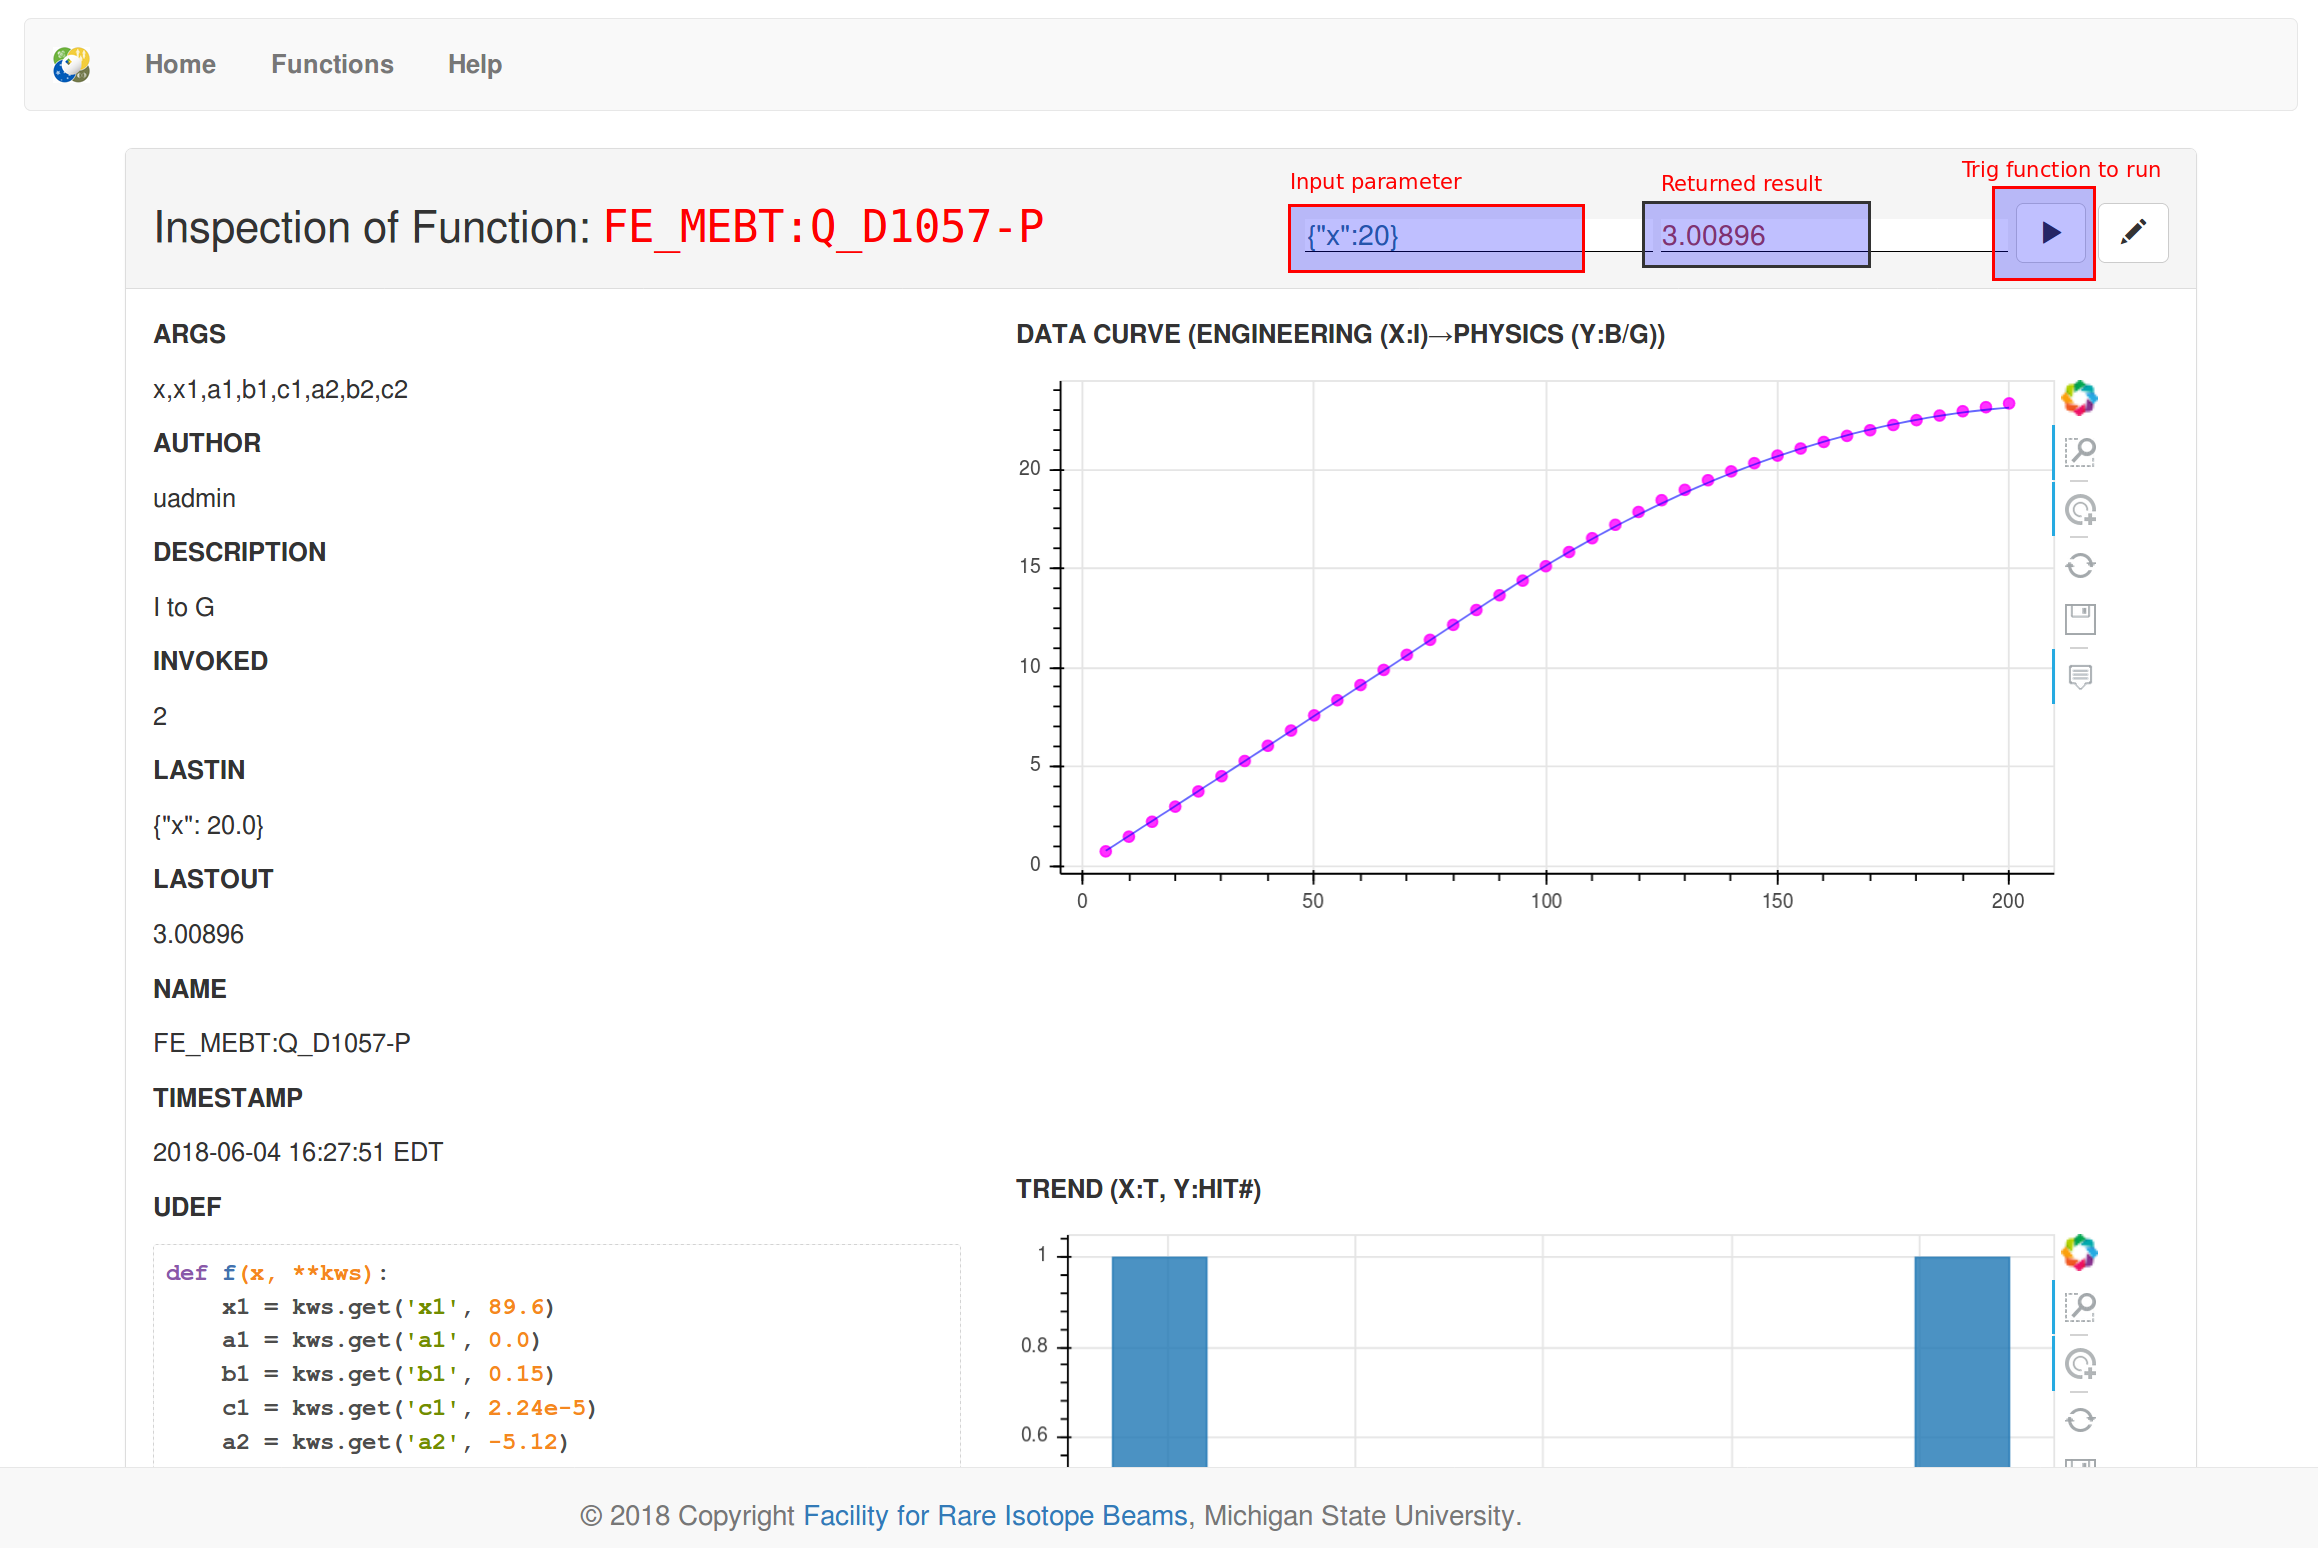 Home Functions Help
Input parameter
Returned result
Trig function to run
Inspection of Function: FE_MEBT:Q_D1057-P
{"x":20}
3.00896
ARGS
x,x1,a1,b1,c1,a2,b2,c2
AUTHOR
uadmin
DESCRIPTION
I to G
INVOKED
2
LASTIN
{"x": 20.0}
LASTOUT
3.00896
NAME
FE_MEBT:Q_D1057-P
TIMESTAMP
2018-06-04 16:27:51 EDT
UDEF
def f(x, **kws):
x1 = kws.get('x1', 89.6)
a1 = kws.get('a1', 0.0)
b1 = kws.get('b1', 0.15)
c1 = kws.get('c1', 2.24e-5)
a2 = kws.get('a2', -5.12)
DATA CURVE (ENGINEERING (X:I)→PHYSICS (Y:B/G))
20
15
10
5
0
0 50 100 150 200
TREND (X:T, Y:HIT#)
1
0.8
0.6
© 2018 Copyright Facility for Rare Isotope Beams, Michigan State University.